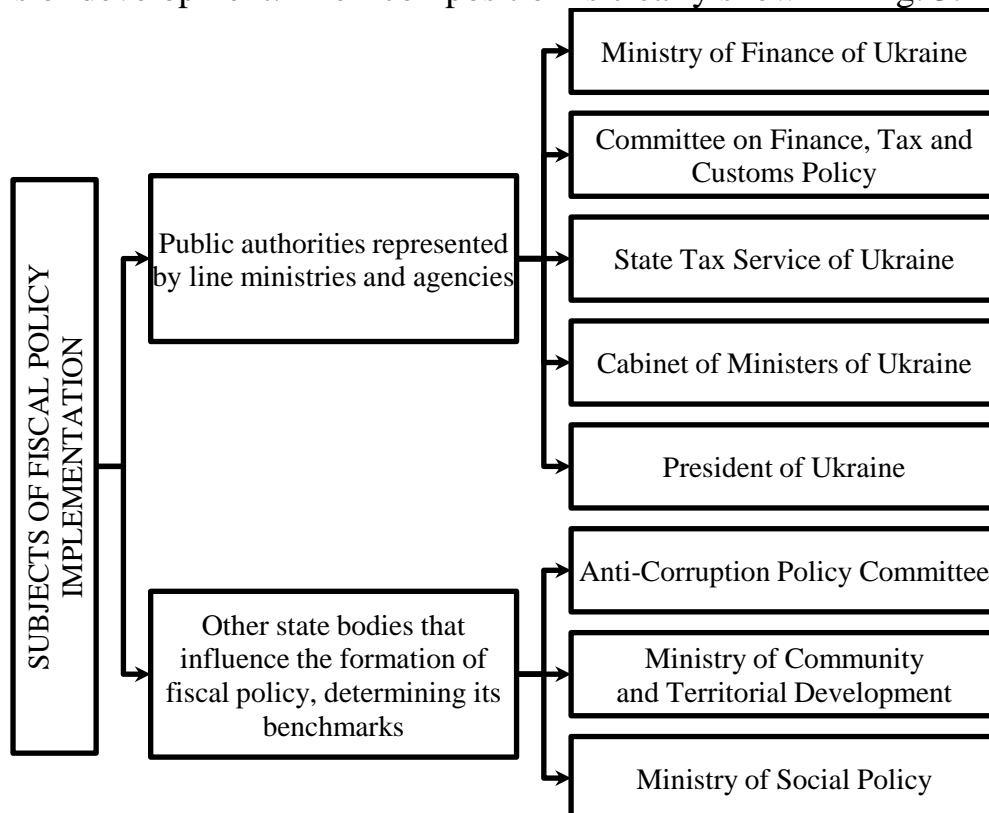 SUBJECTS OF FISCAL POLICY
IMPLEMENTATION
Public authorities represented
by line ministries and agencies
Ministry of Finance of Ukraine
Committee on Finance, Tax and
Customs Policy
State Tax Service of Ukraine
Cabinet of Ministers of Ukraine
President of Ukraine
Other state bodies that
influence the formation of
fiscal policy, determining its
benchmarks
Anti-Corruption Policy Committee
Ministry of Community
and Territorial Development
Ministry of Social Policy